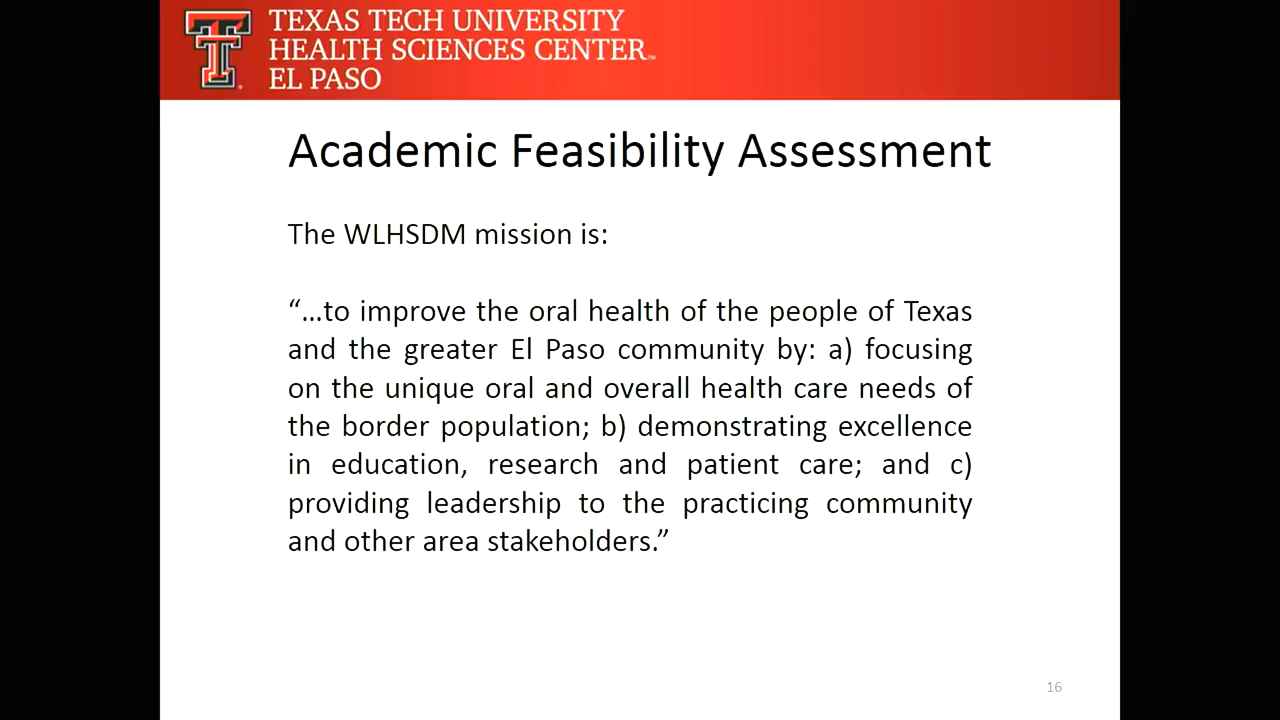 TEXAS TECH UNIVERSITY
HEALTH SCIENCES CENTER™
EL PASO
Academic Feasibility Assessment
The WLHSDM mission is:
“…to improve the oral health of the people of Texas
and the greater El Paso community by: a) focusing
on the unique oral and overall health care needs of
the border population; b) demonstrating excellence
in education, research and patient care; and c)
providing leadership to the practicing community
and other area stakeholders.”
16